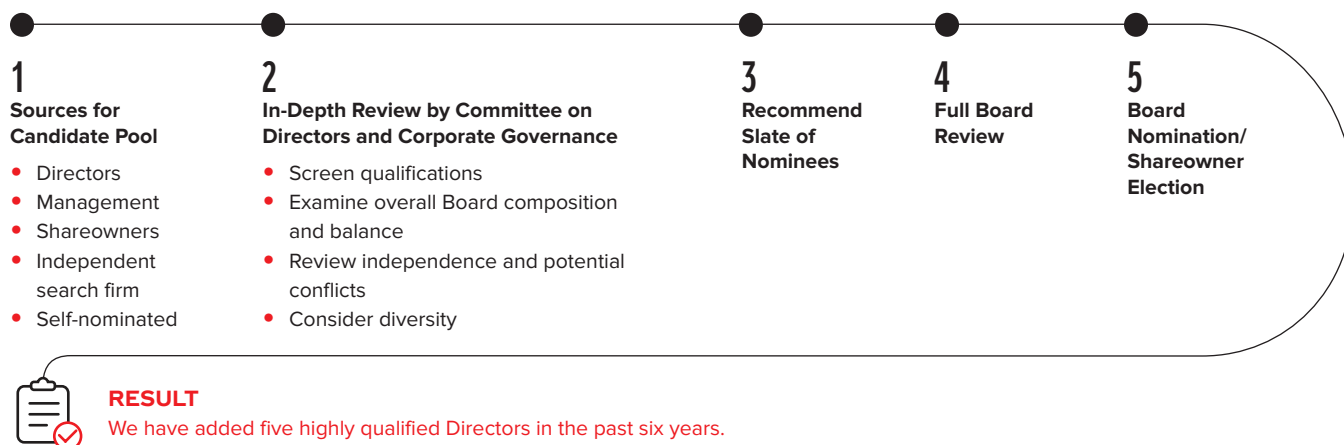 1
Sources for
Candidate Pool
• Directors
• Management
• Shareowners
• Independent
search firm
• Self-nominated
2
In-Depth Review by Committee on
Directors and Corporate Governance
• Screen qualifications
• Examine overall Board composition
and balance
• Review independence and potential
conflicts
• Consider diversity
3
Recommend
Slate of
Nominees
4
Full Board
Review
5
Board
Nomination/
Shareowner
Election
RESULT
We have added five highly qualified Directors in the past six years.